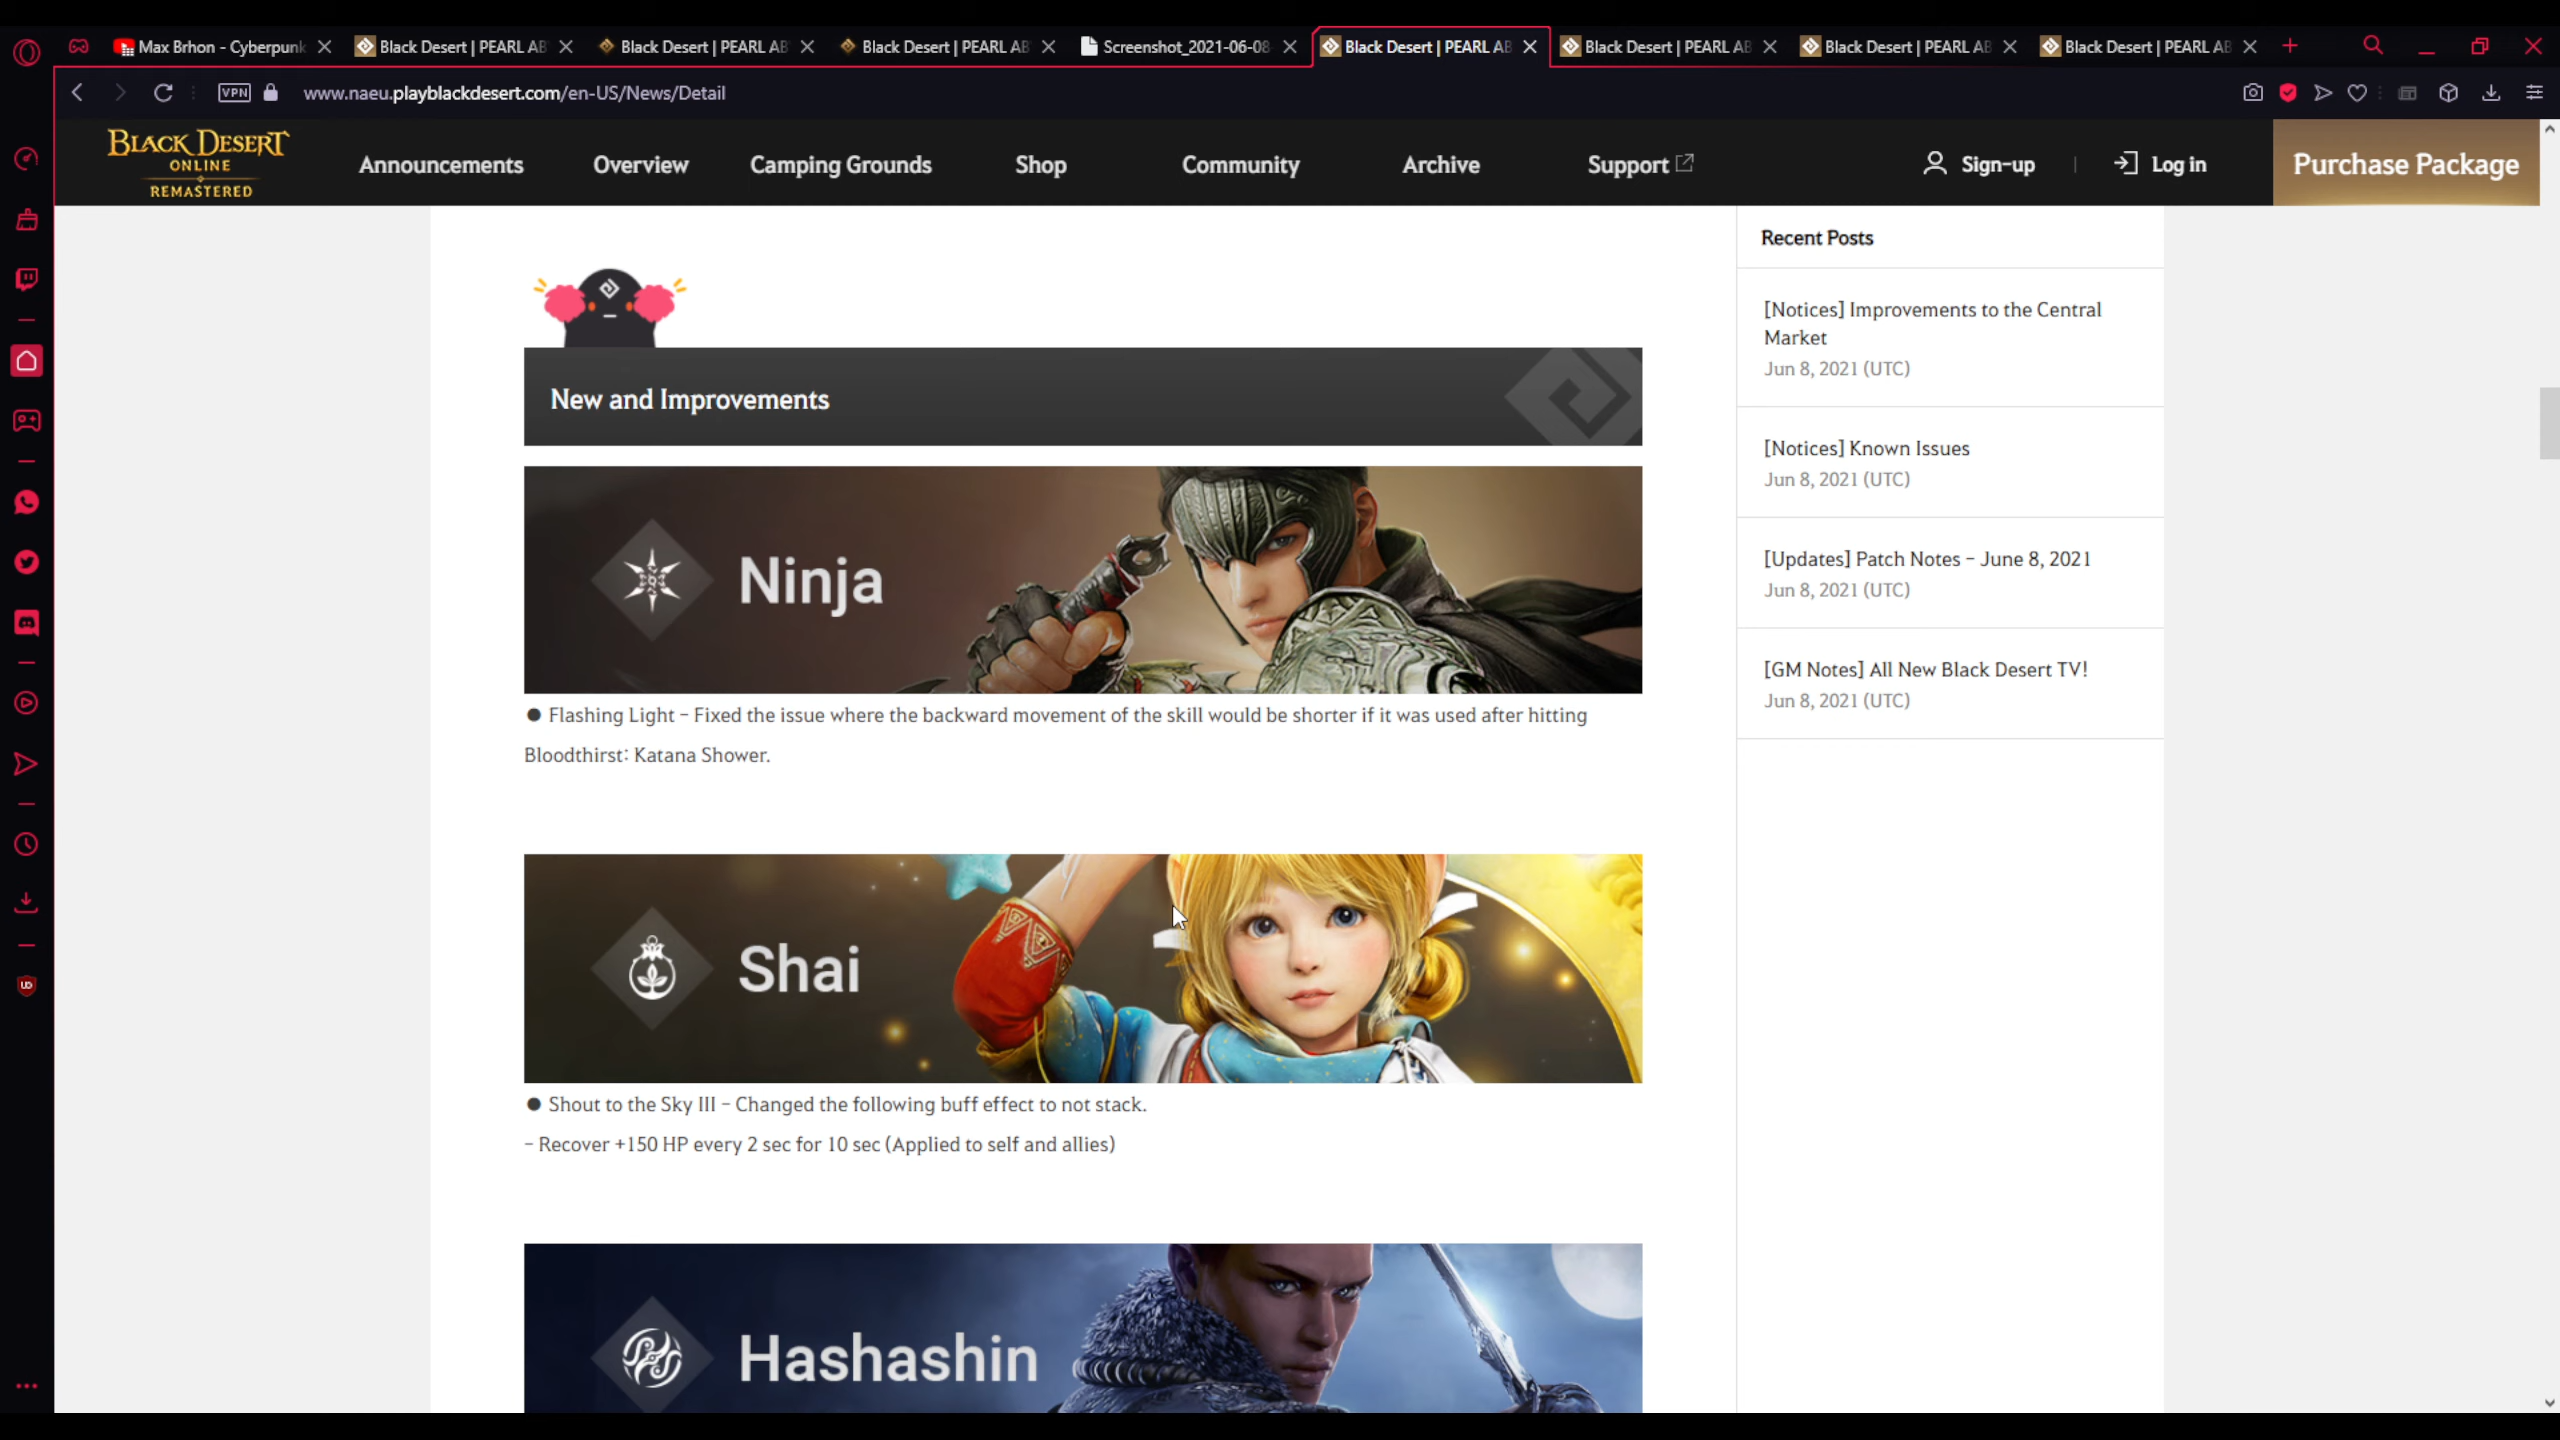 Max Brhon - Cyberpunk
Black Desert | PEARL AB
Black Desert | PEARL AB
Black Desert | PEARL AB
Screenshot_2021-06-08
Black Desert | PEARL AB
Black Desert | PEARL AB
Black Desert | PEARL AB
Black Desert | PEARL AB
VPN
www.naeu.playblackdesert.com/en-US/News/Detail
BLACK DESERT
ONLINE
REMASTERED
Announcements
Overview
Camping Grounds
Shop
Community
Archive
Support
Sign-up
Log in
Purchase Package
New and Improvements
Ninja
● Flashing Light – Fixed the issue where the backward movement of the skill would be shorter if it was used after hitting
Bloodthirst: Katana Shower.
Shai
● Shout to the Sky III – Changed the following buff effect to not stack.
– Recover +150 HP every 2 sec for 10 sec (Applied to self and allies)
Hashashin
Recent Posts
[Notices] Improvements to the Central
Market
Jun 8, 2021 (UTC)
[Notices] Known Issues
Jun 8, 2021 (UTC)
[Updates] Patch Notes – June 8, 2021
Jun 8, 2021 (UTC)
[GM Notes] All New Black Desert TV!
Jun 8, 2021 (UTC)